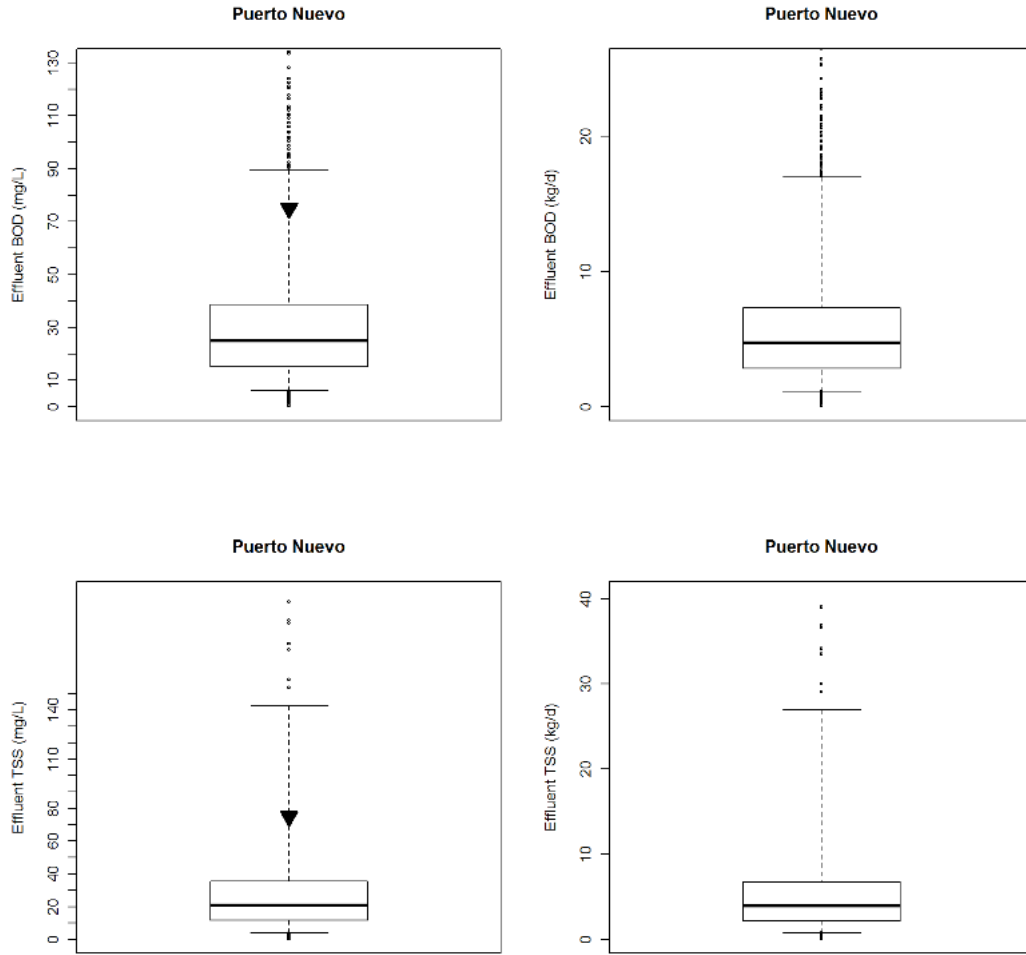 Puerto Nuevo
Effluent BOD (mg/L)
130
110
90
70
50
30
10
0
Puerto Nuevo
Effluent BOD (kg/d)
20
10
0
Puerto Nuevo
Effluent TSS (mg/L)
140
110
80
60
40
20
0
Puerto Nuevo
Effluent TSS (kg/d)
40
30
20
10
0